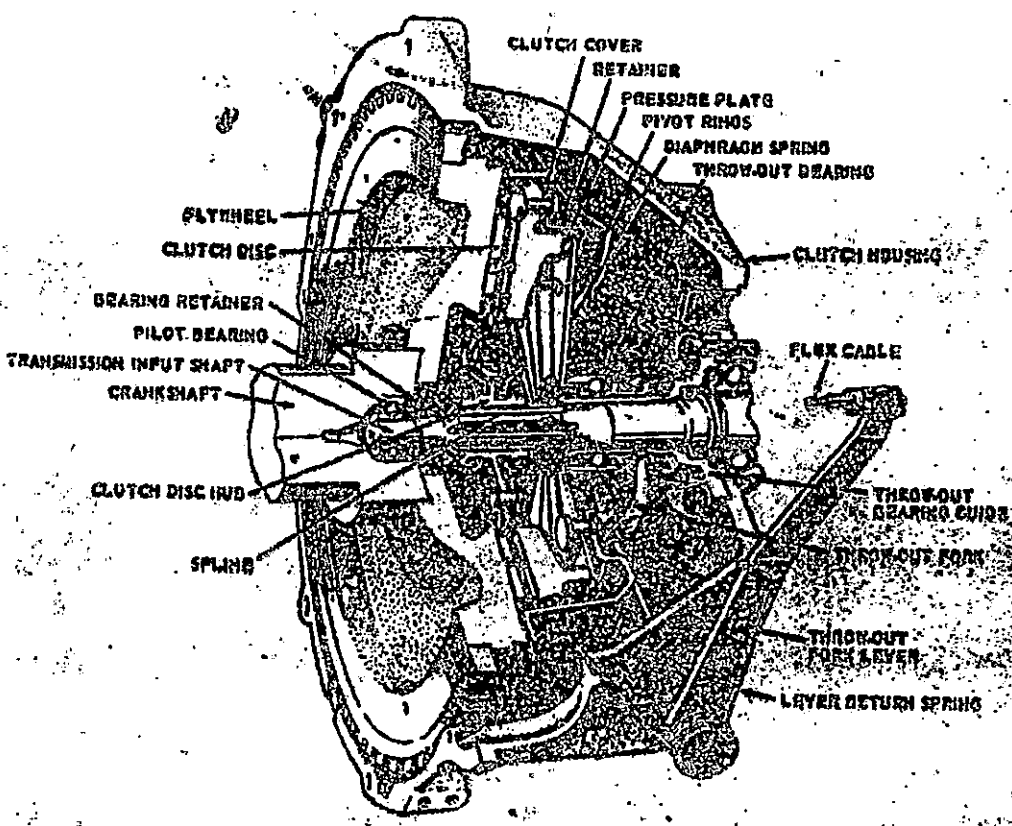 CLUTCH COVER
RETAINER
PRESSURE PLATE
PIVOT RINGS
DIAPHRAGM SPRING
THROW-OUT BEARING
FLYWHEEL
CLUTCH DISC
CLUTCH HOUSING
BEARING RETAINER
PILOT BEARING
TRANSMISSION INPUT SHAFT
CRANKSHAFT
FLEX CABLE
CLUTCH DISC HUB
THROW-OUT
BEARING GUIDE
SPLINE
THROW-OUT FORK
THROW-OUT
FORK LEVER
LEVER RETURN SPRING